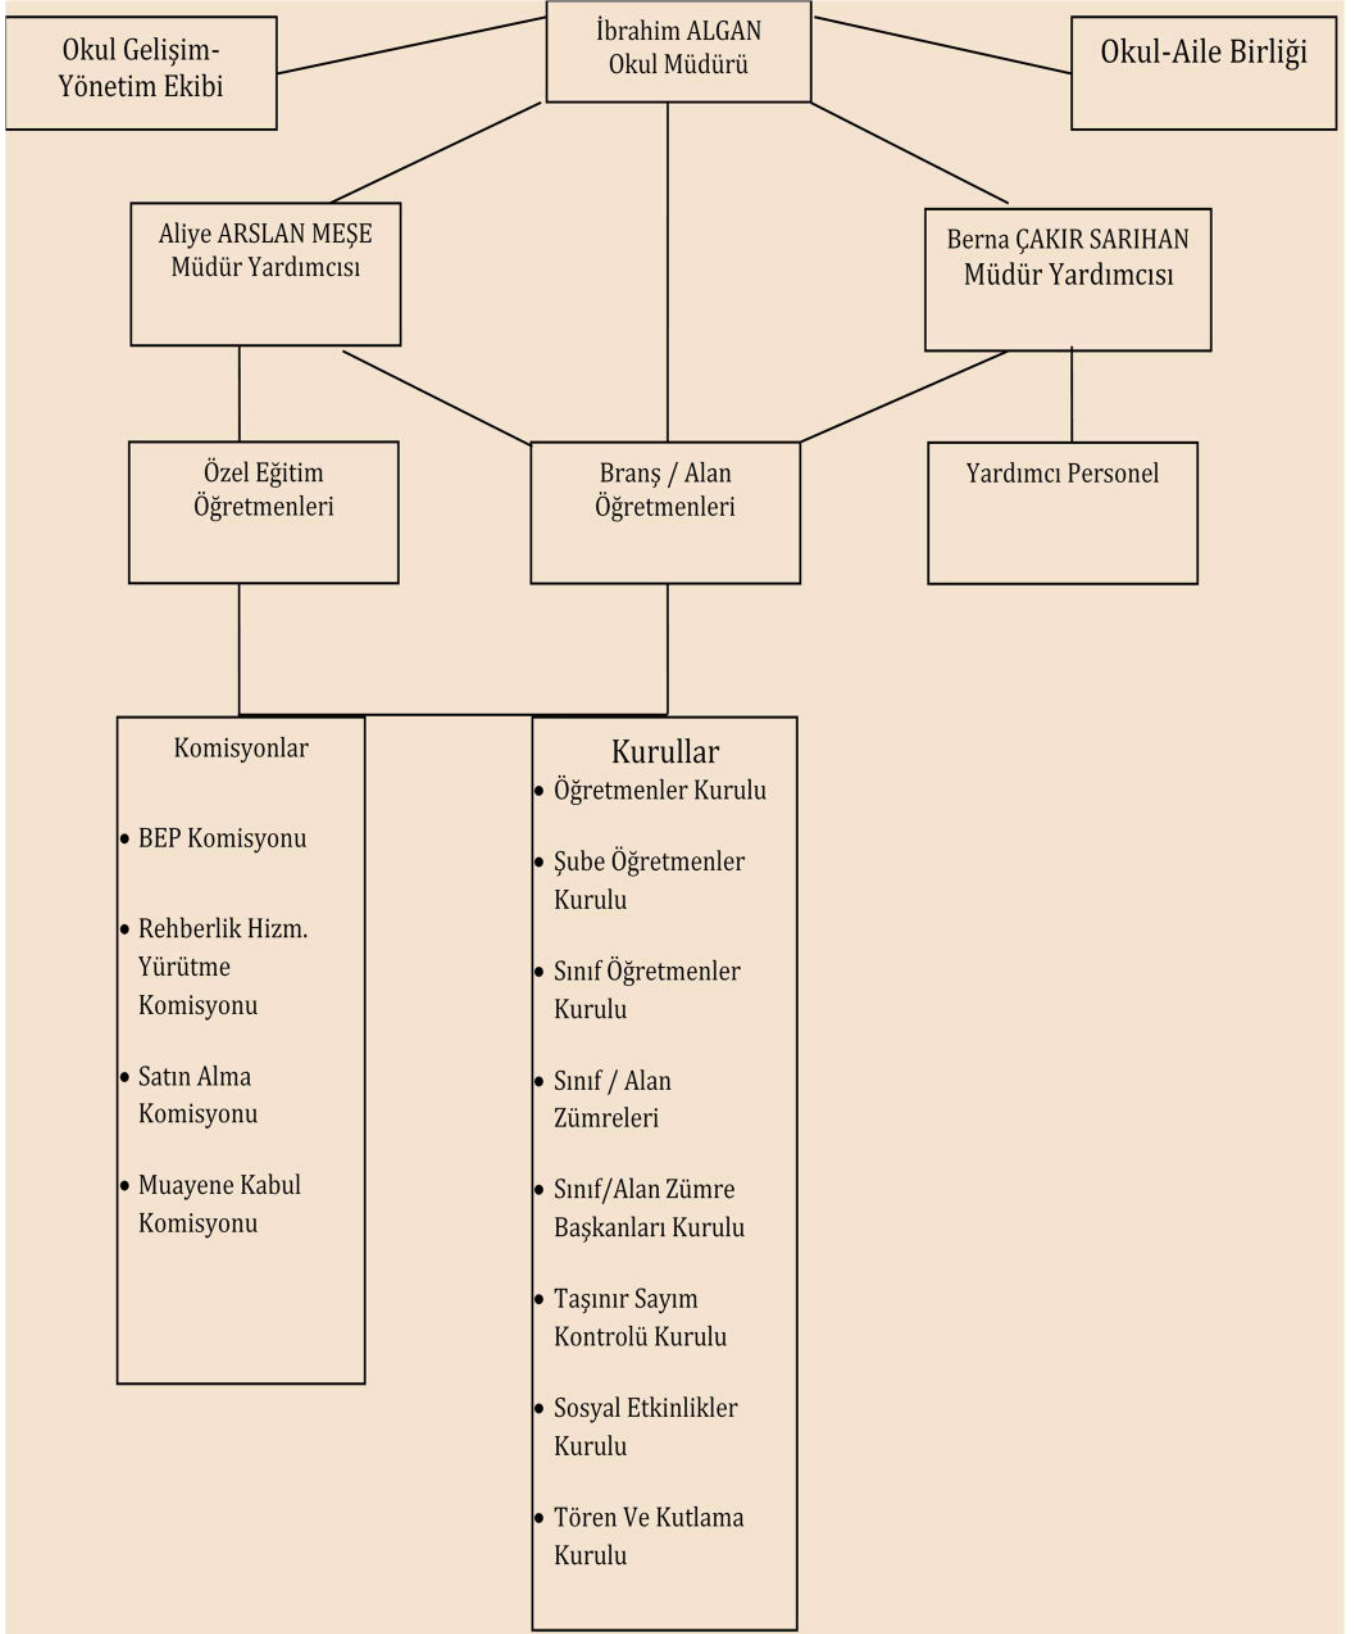 Okul Gelişim-
Yönetim Ekibi
İbrahim ALGAN
Okul Müdürü
Okul-Aile Birliği
Aliye ARSLAN MEŞE
Müdür Yardımcısı
Berna ÇAKIR SARIHAN
Müdür Yardımcısı
Özel Eğitim
Öğretmenleri
Branş / Alan
Öğretmenleri
Yardımcı Personel
Komisyonlar
• BEP Komisyonu
• Rehberlik Hizm.
Yürütme
Komisyonu
• Satın Alma
Komisyonu
• Muayene Kabul
Komisyonu
Kurullar
• Öğretmenler Kurulu
• Şube Öğretmenler
Kurulu
• Sınıf Öğretmenler
Kurulu
• Sınıf / Alan
Zümreleri
• Sınıf/Alan Zümre
Başkanları Kurulu
• Taşınır Sayım
Kontrolü Kurulu
• Sosyal Etkinlikler
Kurulu
• Tören Ve Kutlama
Kurulu